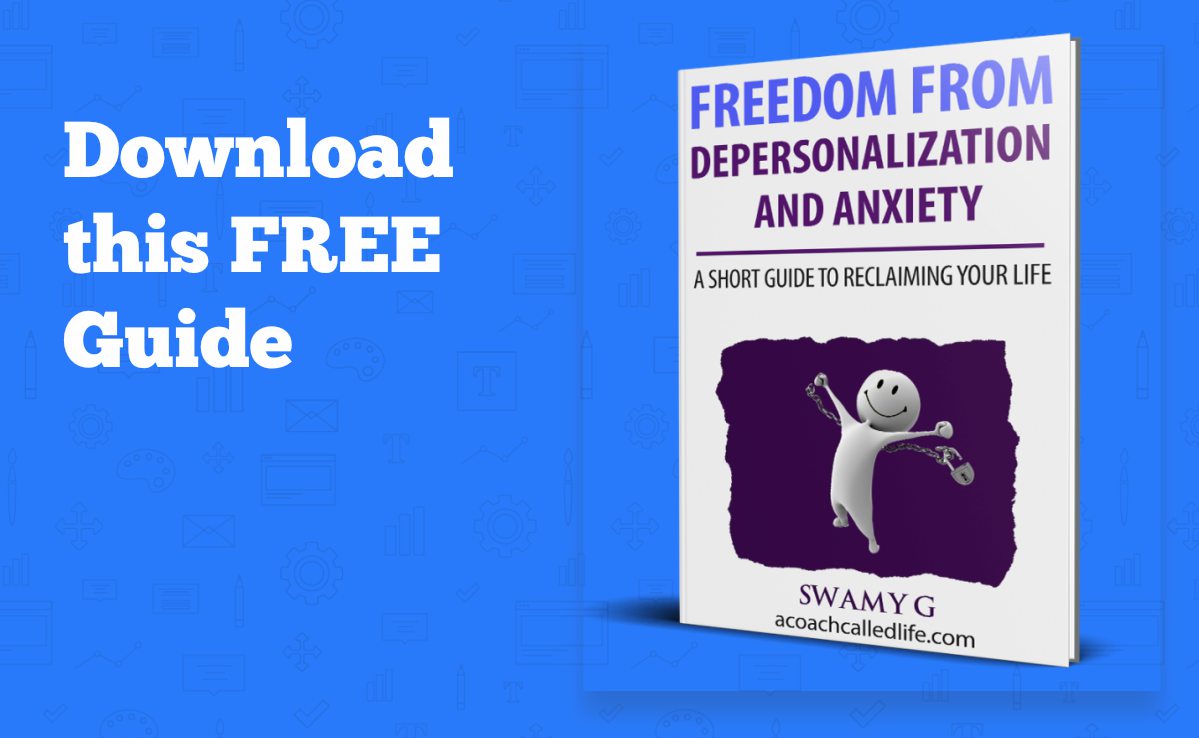 Download
this FREE
Guide
FREEDOM FROM
DEPERSONALIZATION
AND ANXIETY
A SHORT GUIDE TO RECLAIMING YOUR LIFE
SWAMY G
acoachcalledlife.com